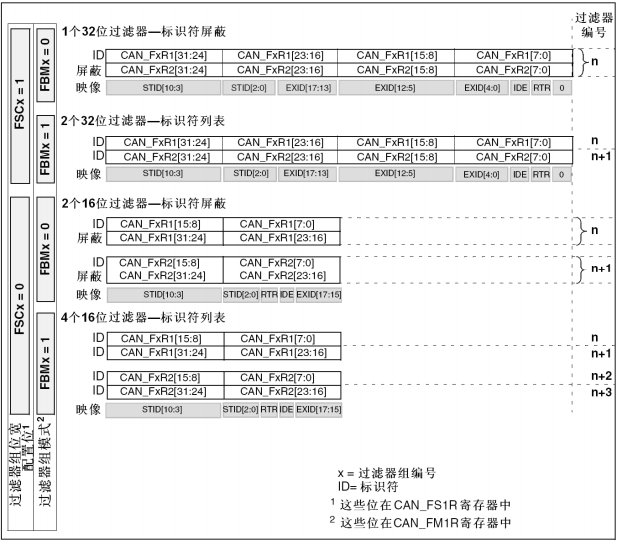 过滤器
编号
1个32位过滤器—标识符屏蔽
ID CAN_FxR1[31:24] CAN_FxR1[23:16] CAN_FxR1[15:8] CAN_FxR1[7:0]
屏蔽 CAN_FxR2[31:24] CAN_FxR2[23:16] CAN_FxR2[15:8] CAN_FxR2[7:0]
n
映像 STID[10:3] STID[2:0] EXID[17:13] EXID[12:5] EXID[4:0] IDE RTR 0
2个32位过滤器—标识符列表
ID CAN_FxR1[31:24] CAN_FxR1[23:16] CAN_FxR1[15:8] CAN_FxR1[7:0] n
ID CAN_FxR2[31:24] CAN_FxR2[23:16] CAN_FxR2[15:8] CAN_FxR2[7:0] n+1
映像 STID[10:3] STID[2:0] EXID[17:13] EXID[12:5] EXID[4:0] IDE RTR 0
2个16位过滤器—标识符屏蔽
ID CAN_FxR1[15:8] CAN_FxR1[7:0]
屏蔽 CAN_FxR1[31:24] CAN_FxR1[23:16]
n
ID CAN_FxR2[15:8] CAN_FxR2[7:0]
屏蔽 CAN_FxR2[31:24] CAN_FxR2[23:16]
n+1
映像 STID[10:3] STID[2:0] RTR IDE EXID[17:15]
4个16位过滤器—标识符列表
ID CAN_FxR1[15:8] CAN_FxR1[7:0] n
ID CAN_FxR1[31:24] CAN_FxR1[23:16] n+1
ID CAN_FxR2[15:8] CAN_FxR2[7:0] n+2
ID CAN_FxR2[31:24] CAN_FxR2[23:16] n+3
映像 STID[10:3] STID[2:0] RTR IDE EXID[17:15]
FSCx = 1
FBMx = 0
FBMx = 1
FSCx = 0
FBMx = 0
FBMx = 1
过滤器组位宽
配置位1
过滤器组模式2
x = 过滤器组编号
ID= 标识符
1 这些位在CAN_FS1R寄存器中
2 这些位在CAN_FM1R寄存器中